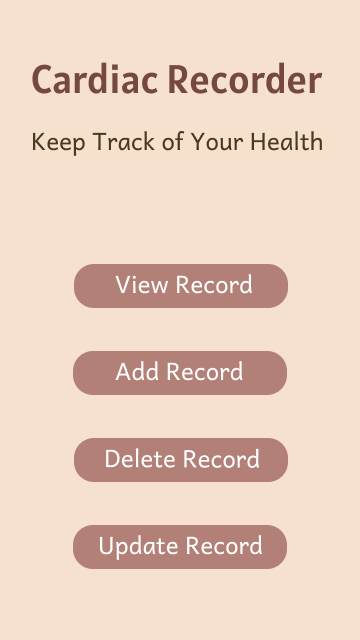 Cardiac Recorder
Keep Track of Your Health
View Record
Add Record
Delete Record
Update Record